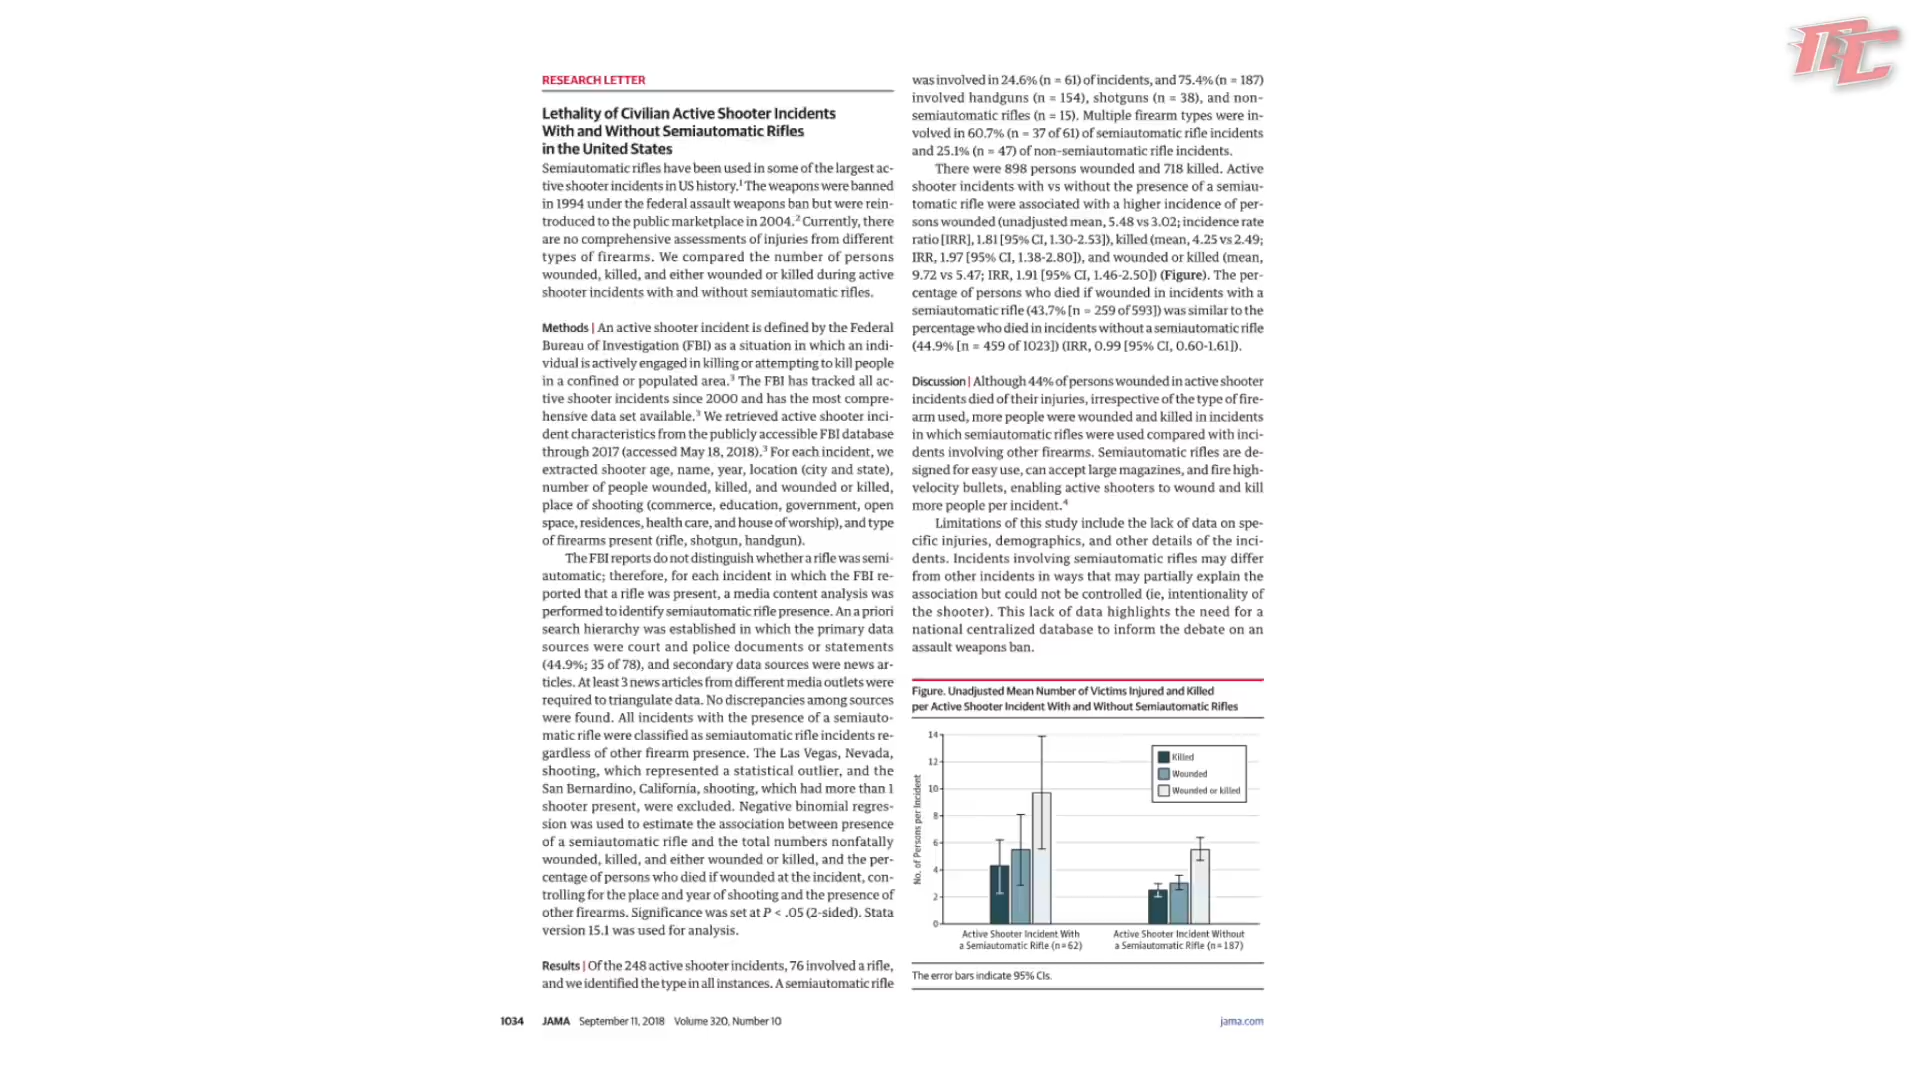 RC
RESEARCH LETTER
Lethality of Civilian Active Shooter Incidents
With and Without Semiautomatic Rifles
in the United States
Semiautomatic rifles have been used in some of the largest ac-
tive shooter incidents in US history.1 The weapons were banned
in 1994 under the federal assault weapons ban but were rein-
troduced to the public marketplace in 2004.2 Currently, there
are no comprehensive assessments of injuries from different
types of firearms. We compared the number of persons
wounded, killed, and either wounded or killed during active
shooter incidents with and without semiautomatic rifles.
Methods | An active shooter incident is defined by the Federal
Bureau of Investigation (FBI) as a situation in which an indi-
vidual is actively engaged in killing or attempting to kill people
in a confined or populated area.3 The FBI has tracked all ac-
tive shooter incidents since 2000 and has the most compre-
hensive data set available.3 We retrieved active shooter inci-
dent characteristics from the publicly accessible FBI database
through 2017 (accessed May 18, 2018).3 For each incident, we
extracted shooter age, name, year, location (city and state),
number of people wounded, killed, and wounded or killed,
place of shooting (commerce, education, government, open
space, residences, health care, and house of worship), and type
of firearms present (rifle, shotgun, handgun).
The FBI reports do not distinguish whether a rifle was semi-
automatic; therefore, for each incident in which the FBI re-
ported that a rifle was present, a media content analysis was
performed to identify semiautomatic rifle presence. An a priori
search hierarchy was established in which the primary data
sources were court and police documents or statements
(44.9%; 35 of 78), and secondary data sources were news ar-
ticles. At least 3 news articles from different media outlets were
required to triangulate data. No discrepancies among sources
were found. All incidents with the presence of a semiauto-
matic rifle were classified as semiautomatic rifle incidents re-
gardless of other firearm presence. The Las Vegas, Nevada,
shooting, which represented a statistical outlier, and the
San Bernardino, California, shooting, which had more than 1
shooter present, were excluded. Negative binomial regres-
sion was used to estimate the association between presence
of a semiautomatic rifle and the total numbers nonfatally
wounded, killed, and either wounded or killed, and the per-
centage of persons who died if wounded at the incident, con-
trolling for the place and year of shooting and the presence of
other firearms. Significance was set at P < .05 (2-sided). Stata
version 15.1 was used for analysis.
Results | Of the 248 active shooter incidents, 76 involved a rifle,
and we identified the type in all instances. A semiautomatic rifle
was involved in 24.6% (n = 61) of incidents, and 75.4% (n = 187)
involved handguns (n = 154), shotguns (n = 38), and non-
semiautomatic rifles (n = 15). Multiple firearm types were in-
volved in 60.7% (n = 37 of 61) of semiautomatic rifle incidents
and 25.1% (n = 47) of non–semiautomatic rifle incidents.
There were 898 persons wounded and 718 killed. Active
shooter incidents with vs without the presence of a semiau-
tomatic rifle were associated with a higher incidence of per-
sons wounded (unadjusted mean, 5.48 vs 3.02; incidence rate
ratio [IRR], 1.81 [95% CI, 1.30-2.53]), killed (mean, 4.25 vs 2.49;
IRR, 1.97 [95% CI, 1.38-2.80]), and wounded or killed (mean,
9.72 vs 5.47; IRR, 1.91 [95% CI, 1.46-2.50]) (Figure). The per-
centage of persons who died if wounded in incidents with a
semiautomatic rifle (43.7% [n = 259 of 593]) was similar to the
percentage who died in incidents without a semiautomatic rifle
(44.9% [n = 459 of 1023]) (IRR, 0.99 [95% CI, 0.60-1.61]).
Discussion | Although 44% of persons wounded in active shooter
incidents died of their injuries, irrespective of the type of fire-
arm used, more people were wounded and killed in incidents
in which semiautomatic rifles were used compared with inci-
dents involving other firearms. Semiautomatic rifles are de-
signed for easy use, can accept large magazines, and fire high-
velocity bullets, enabling active shooters to wound and kill
more people per incident.4
Limitations of this study include the lack of data on spe-
cific injuries, demographics, and other details of the inci-
dents. Incidents involving semiautomatic rifles may differ
from other incidents in ways that may partially explain the
association but could not be controlled (ie, intentionality of
the shooter). This lack of data highlights the need for a
national centralized database to inform the debate on an
assault weapons ban.
Figure. Unadjusted Mean Number of Victims Injured and Killed
per Active Shooter Incident With and Without Semiautomatic Rifles
14
12
10
8
6
4
2
0
No. of Persons per Incident
Killed
Wounded
Wounded or killed
Active Shooter Incident With
a Semiautomatic Rifle (n=62)
Active Shooter Incident Without
a Semiautomatic Rifle (n=187)
The error bars indicate 95% CIs.
1034 JAMA September 11, 2018 Volume 320, Number 10
jama.com